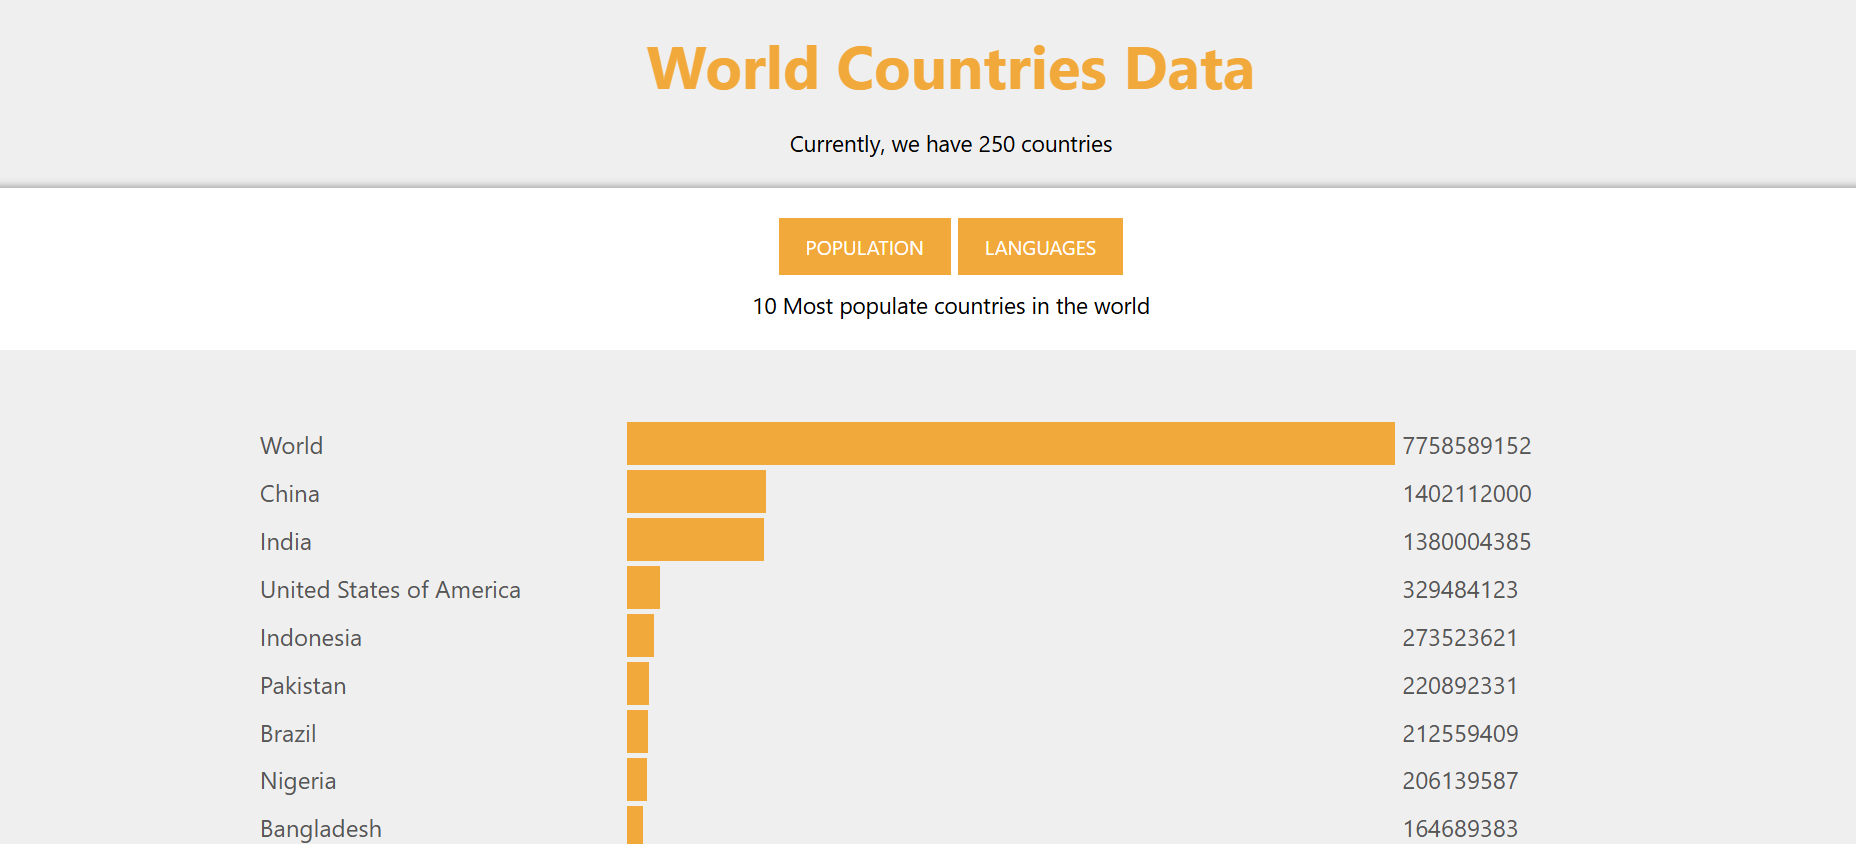 World Countries Data
Currently, we have 250 countries
POPULATION LANGUAGES
10 Most populate countries in the world
World 7758589152
China 1402112000
India 1380004385
United States of America 329484123
Indonesia 273523621
Pakistan 220892331
Brazil 212559409
Nigeria 206139587
Bangladesh 164689383